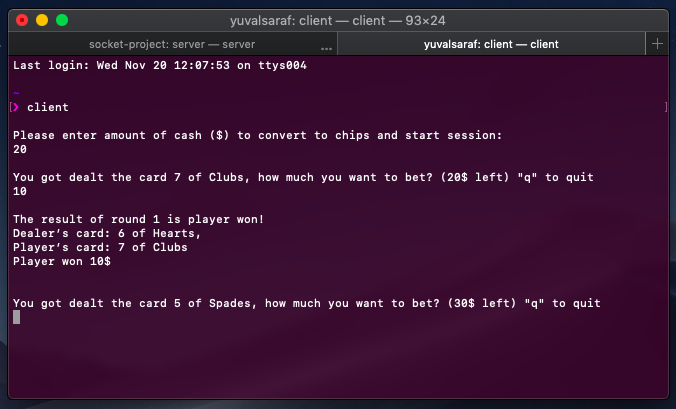 yuvalsaraf: client — client — 93×24
socket-project: server — server ...
yuvalsaraf: client — client
Last login: Wed Nov 20 12:07:53 on ttys004
~
[❯ client ]
Please enter amount of cash ($) to convert to chips and start session:
20
You got dealt the card 7 of Clubs, how much you want to bet? (20$ left) "q" to quit
10
The result of round 1 is player won!
Dealer’s card: 6 of Hearts,
Player’s card: 7 of Clubs
Player won 10$
You got dealt the card 5 of Spades, how much you want to bet? (30$ left) "q" to quit